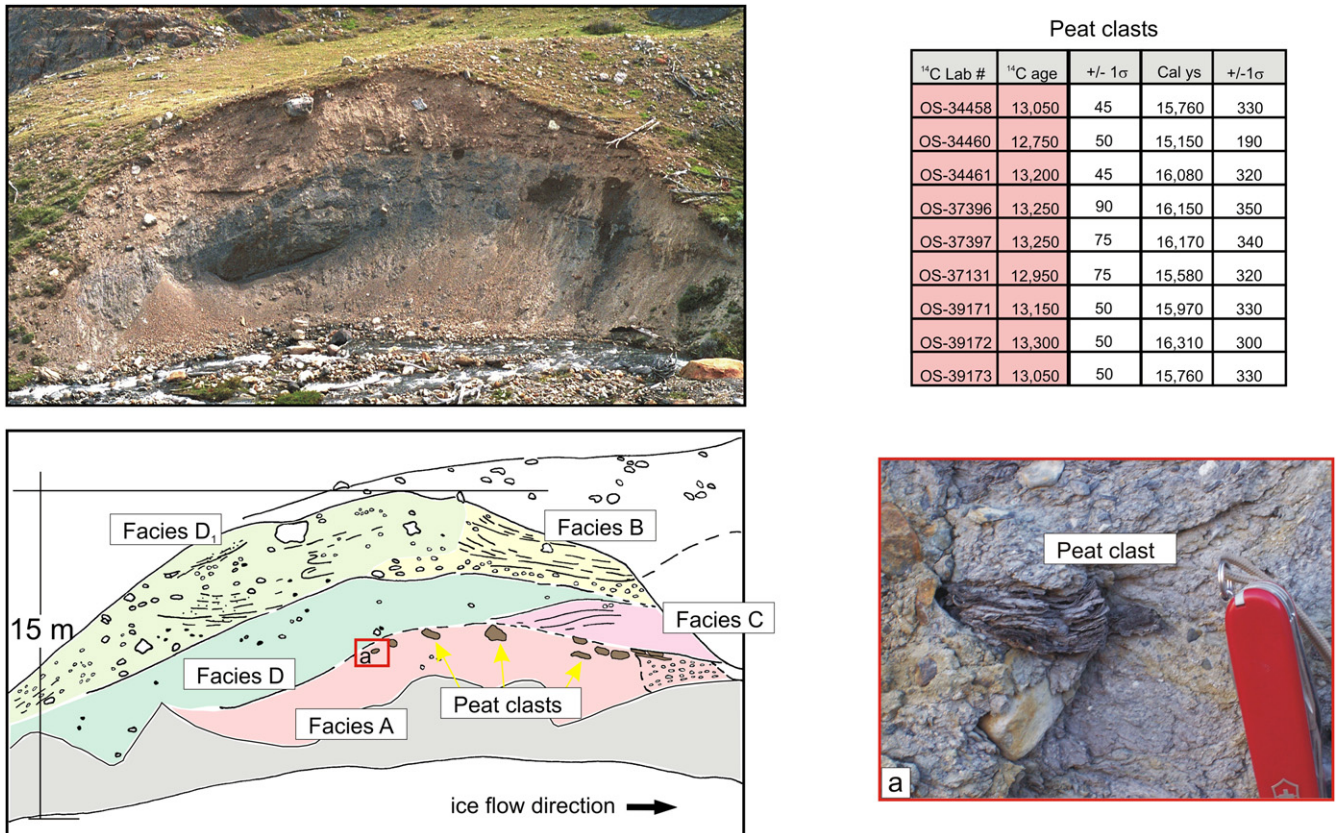 Peat clasts
¹⁴C Lab # ¹⁴C age +/- 1σ Cal ys +/-1σ
OS-34458 13,050 45 15,760 330
OS-34460 12,750 50 15,150 190
OS-34461 13,200 45 16,080 320
OS-37396 13,250 90 16,150 350
OS-37397 13,250 75 16,170 340
OS-37131 12,950 75 15,580 320
OS-39171 13,150 50 15,970 330
OS-39172 13,300 50 16,310 300
OS-39173 13,050 50 15,760 330
Facies D₁
Facies B
15 m
Facies C
a
Facies D
Peat clasts
Facies A
ice flow direction
Peat clast
a